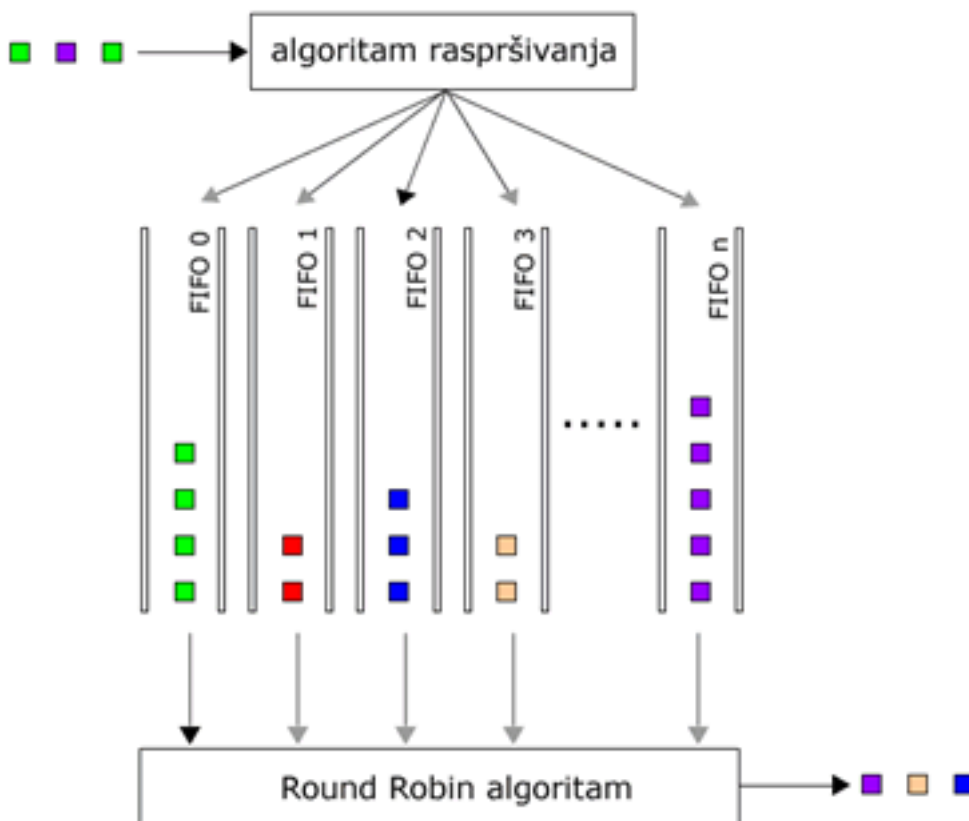 algoritam raspršivanja
FIFO 0
FIFO 1
FIFO 2
FIFO 3
FIFO n
.....
Round Robin algoritam